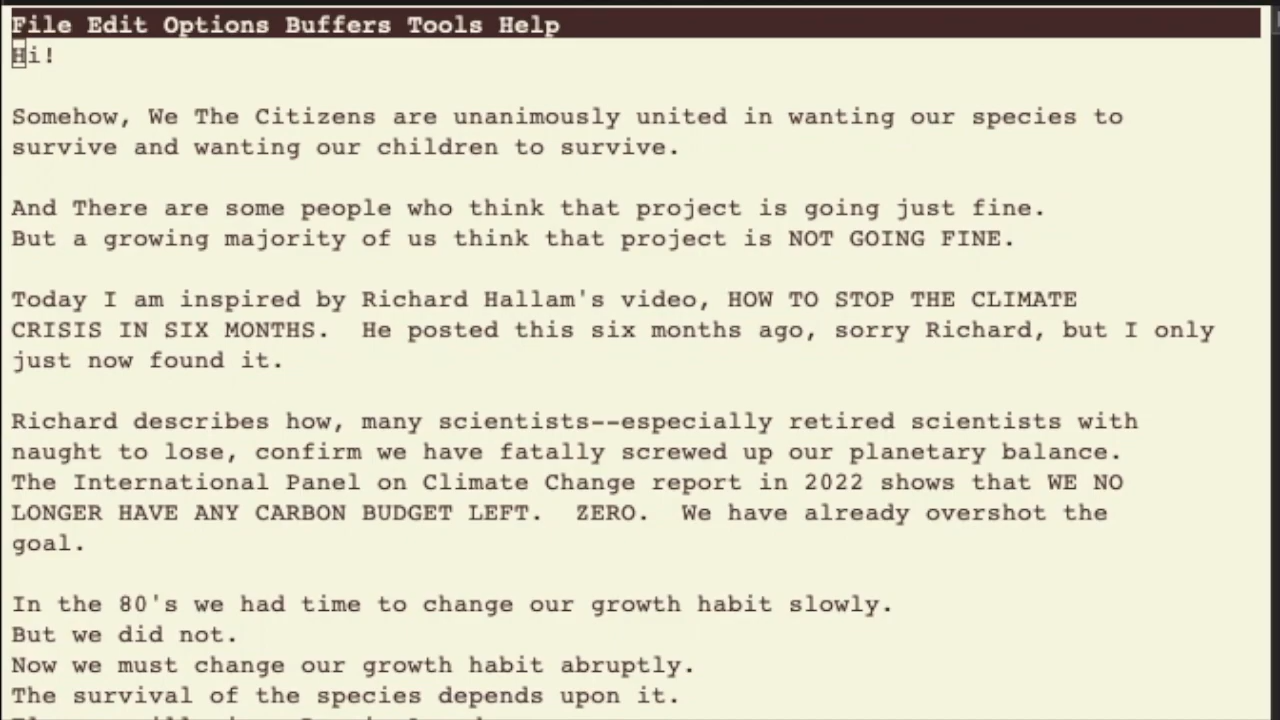 File Edit Options Buffers Tools Help
Hi!
Somehow, We The Citizens are unanimously united in wanting our species to
survive and wanting our children to survive.
And There are some people who think that project is going just fine.
But a growing majority of us think that project is NOT GOING FINE.
Today I am inspired by Richard Hallam's video, HOW TO STOP THE CLIMATE
CRISIS IN SIX MONTHS.  He posted this six months ago, sorry Richard, but I only
just now found it.
Richard describes how, many scientists--especially retired scientists with
naught to lose, confirm we have fatally screwed up our planetary balance.
The International Panel on Climate Change report in 2022 shows that WE NO
LONGER HAVE ANY CARBON BUDGET LEFT.  ZERO.  We have already overshot the
goal.
In the 80's we had time to change our growth habit slowly.
But we did not.
Now we must change our growth habit abruptly.
The survival of the species depends upon it.